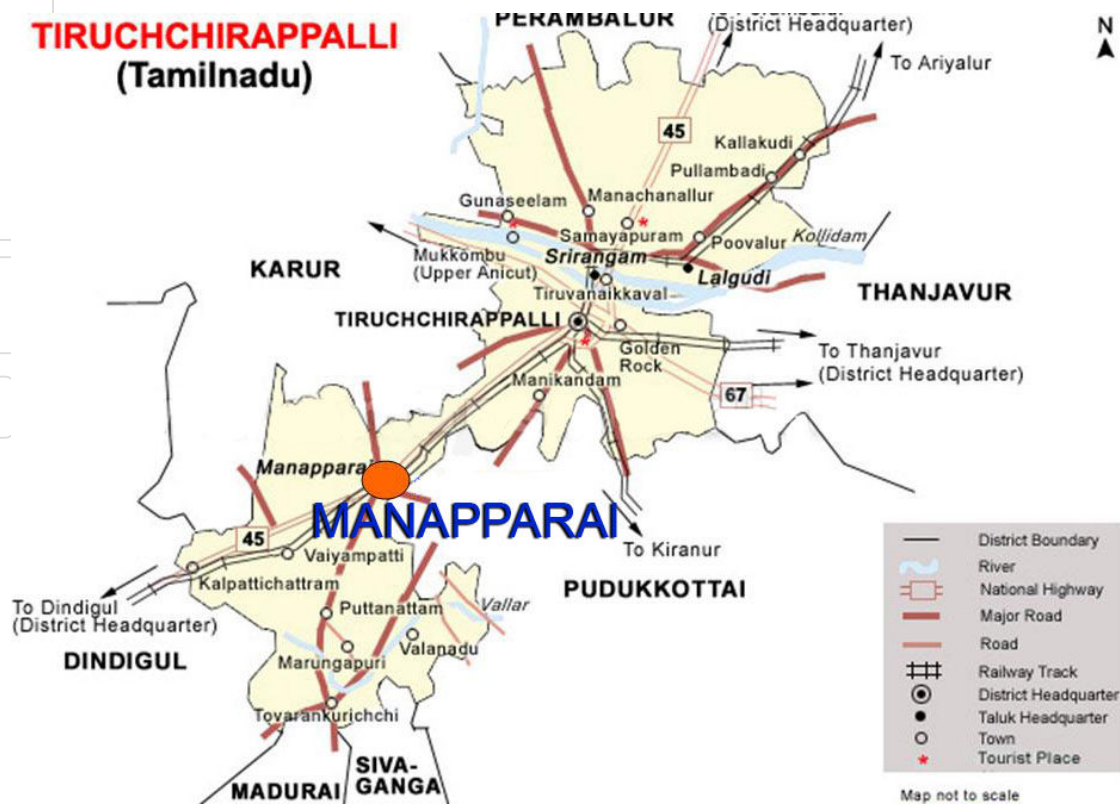 TIRUCHCHIRAPPALLI
(Tamilnadu)
PERAMBALUR
(District Headquarter)
N
To Ariyalur
45
Kallakudi
Pullambadi
Gunaseelam
Manachanallur
Samayapuram
Poovalur
Kollidam
Mukkombu
(Upper Anicut)
Srirangam
Lalgudi
KARUR
Tiruvanaikkaval
THANJAVUR
TIRUCHCHIRAPPALLI
Golden
Rock
To Thanjavur
(District Headquarter)
Manikandam
67
Manapparai
MANAPPARAI
45
Vaiyampatti
To Kiranur
Kalpattichattram
PUDUKKOTTAI
To Dindigul
(District Headquarter)
Puttanattam
Vallar
DINDIGUL
Valanadu
Marungapuri
Tovarankurichchi
SIVA-
GANGA
MADURAI
District Boundary
River
National Highway
Major Road
Road
Railway Track
District Headquarter
Taluk Headquarter
Town
Tourist Place
Map not to scale